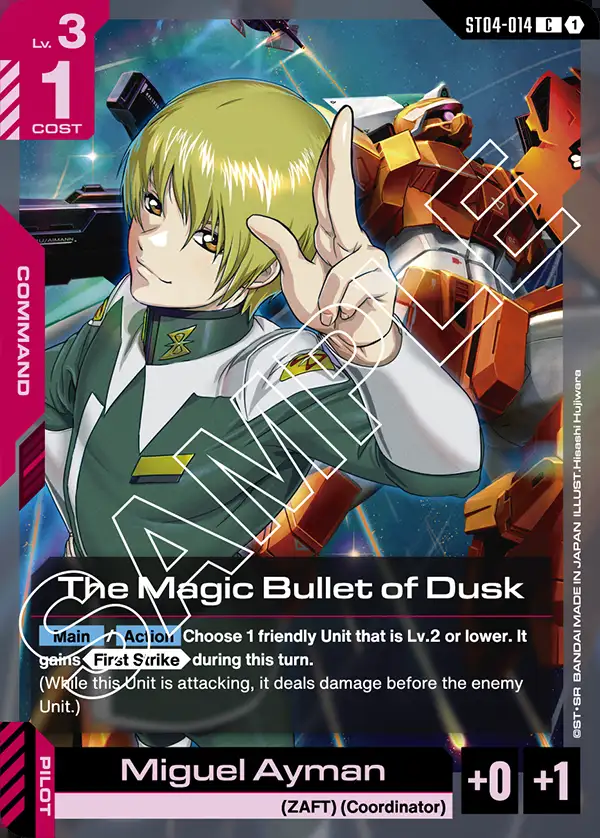 Lv. 3
1
COST
ST04-014 C 1
COMMAND
SAMPLE
The Magic Bullet of Dusk
Main / Action Choose 1 friendly Unit that is Lv.2 or lower. It
gains First Strike during this turn.
(While this Unit is attacking, it deals damage before the enemy
Unit.)
PILOT
Miguel Ayman
(ZAFT) (Coordinator)
+0 +1
©ST・SR BANDAI MADE IN JAPAN ILLUST.Hisashi Hujiwara